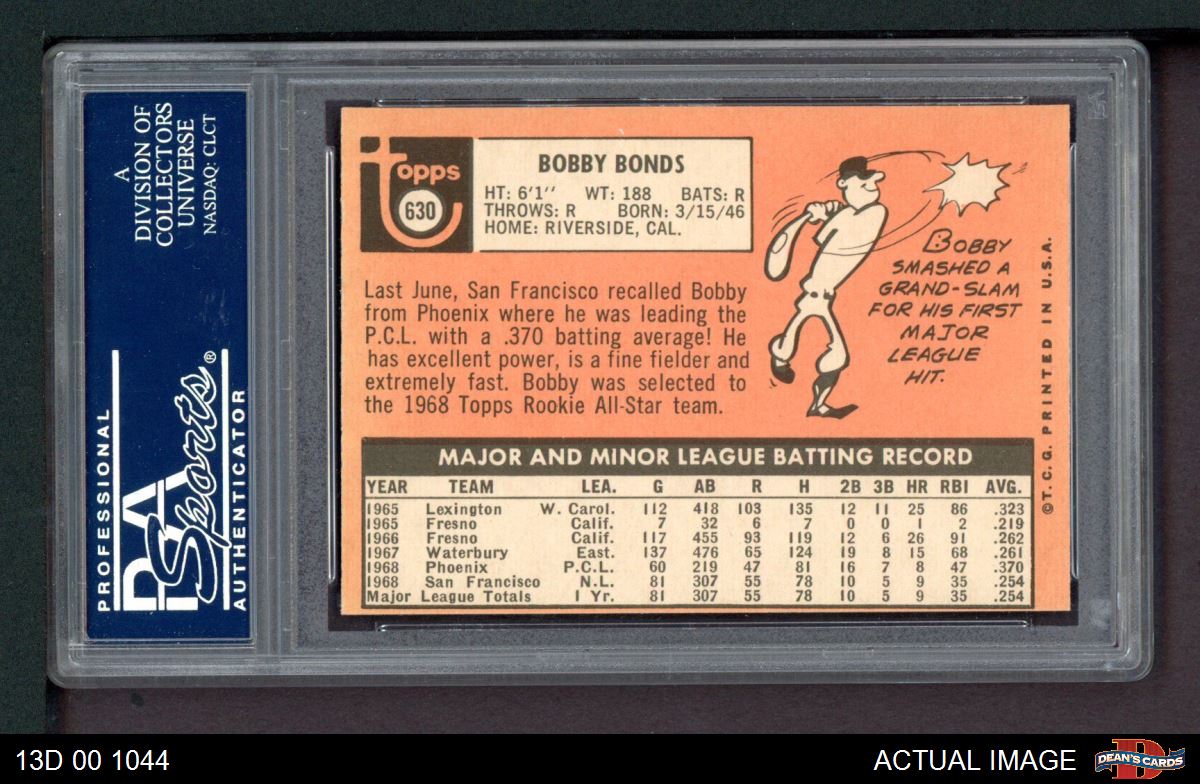 A
DIVISION OF
COLLECTORS
UNIVERSE
NASDAQ: CLCT
PROFESSIONAL
PSA
Sports®
AUTHENTICATOR
Topps
630
BOBBY BONDS
HT: 6'1'' WT: 188 BATS: R
THROWS: R BORN: 3/15/46
HOME: RIVERSIDE, CAL.
Last June, San Francisco recalled Bobby
from Phoenix where he was leading the
P.C.L. with a .370 batting average! He
has excellent power, is a fine fielder and
extremely fast. Bobby was selected to
the 1968 Topps Rookie All-Star team.
BOBBY
SMASHED A
GRAND-SLAM
FOR HIS FIRST
MAJOR
LEAGUE
HIT.
©T.C.G. PRINTED IN U.S.A.
MAJOR AND MINOR LEAGUE BATTING RECORD
YEAR TEAM LEA. G AB R H 2B 3B HR RBI AVG.
1965 Lexington W. Carol. 112 418 103 135 12 11 25 86 .323
1965 Fresno Calif. 7 32 6 7 0 0 1 2 .219
1966 Fresno Calif. 117 455 93 119 12 6 26 91 .262
1967 Waterbury East. 137 476 65 124 19 8 15 68 .261
1968 Phoenix P.C.L. 60 219 47 81 16 7 8 47 .370
1968 San Francisco N.L. 81 307 55 78 10 5 9 35 .254
Major League Totals 1 Yr. 81 307 55 78 10 5 9 35 .254
13D 00 1044
ACTUAL IMAGE
D
DEAN'S CARDS